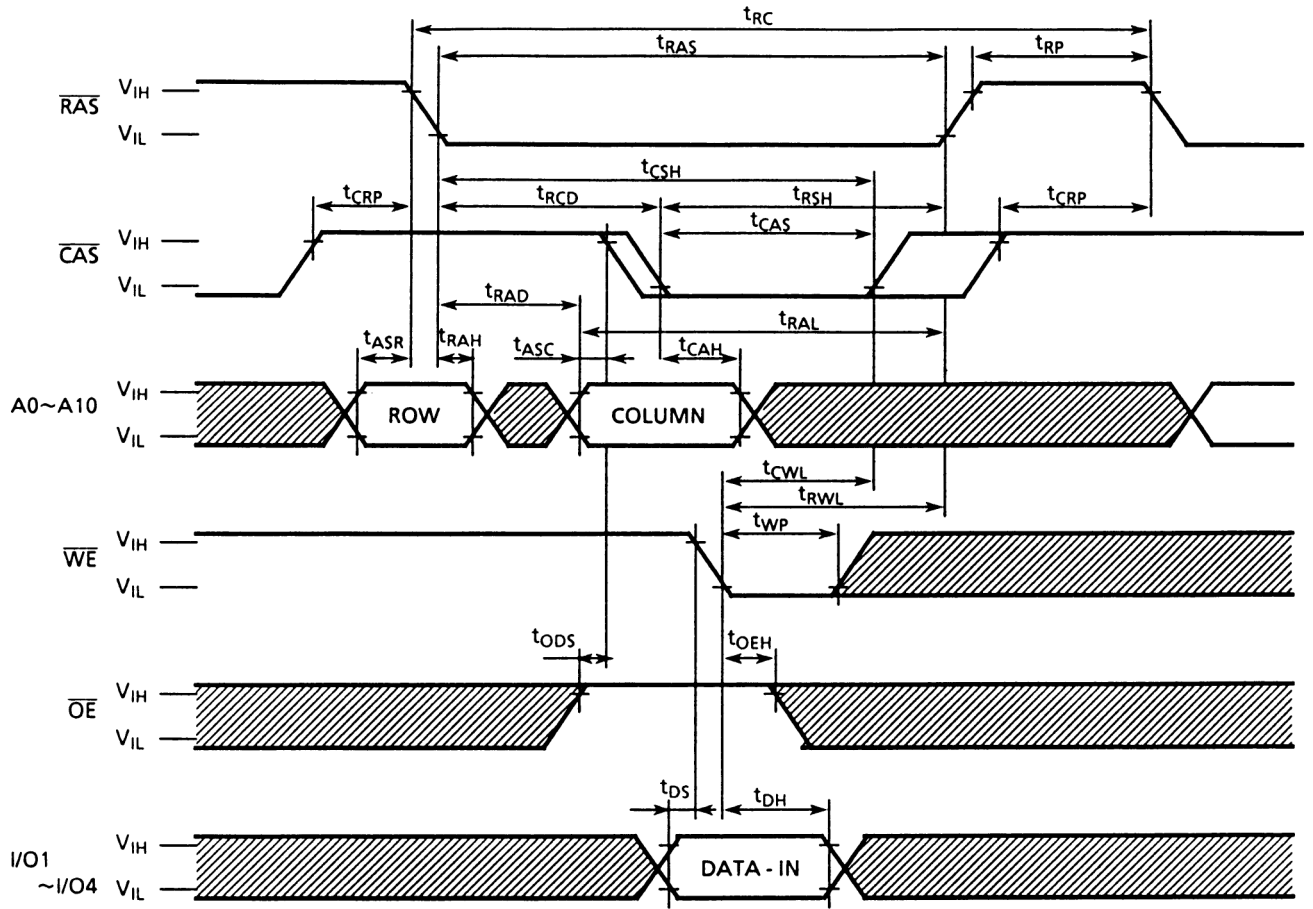 tRC
tRAS
tRP
RAS
VIH
VIL
tCSH
tCRP
tRCD
tRSH
tCRP
tCAS
CAS
VIH
VIL
tRAD
tRAL
tASR
tRAH
tASC
tCAH
A0~A10
VIH
VIL
ROW
COLUMN
tCWL
tRWL
tWP
WE
VIH
VIL
tODS
tOEH
OE
VIH
VIL
tDS
tDH
I/O1
~I/O4
VIH
VIL
DATA - IN